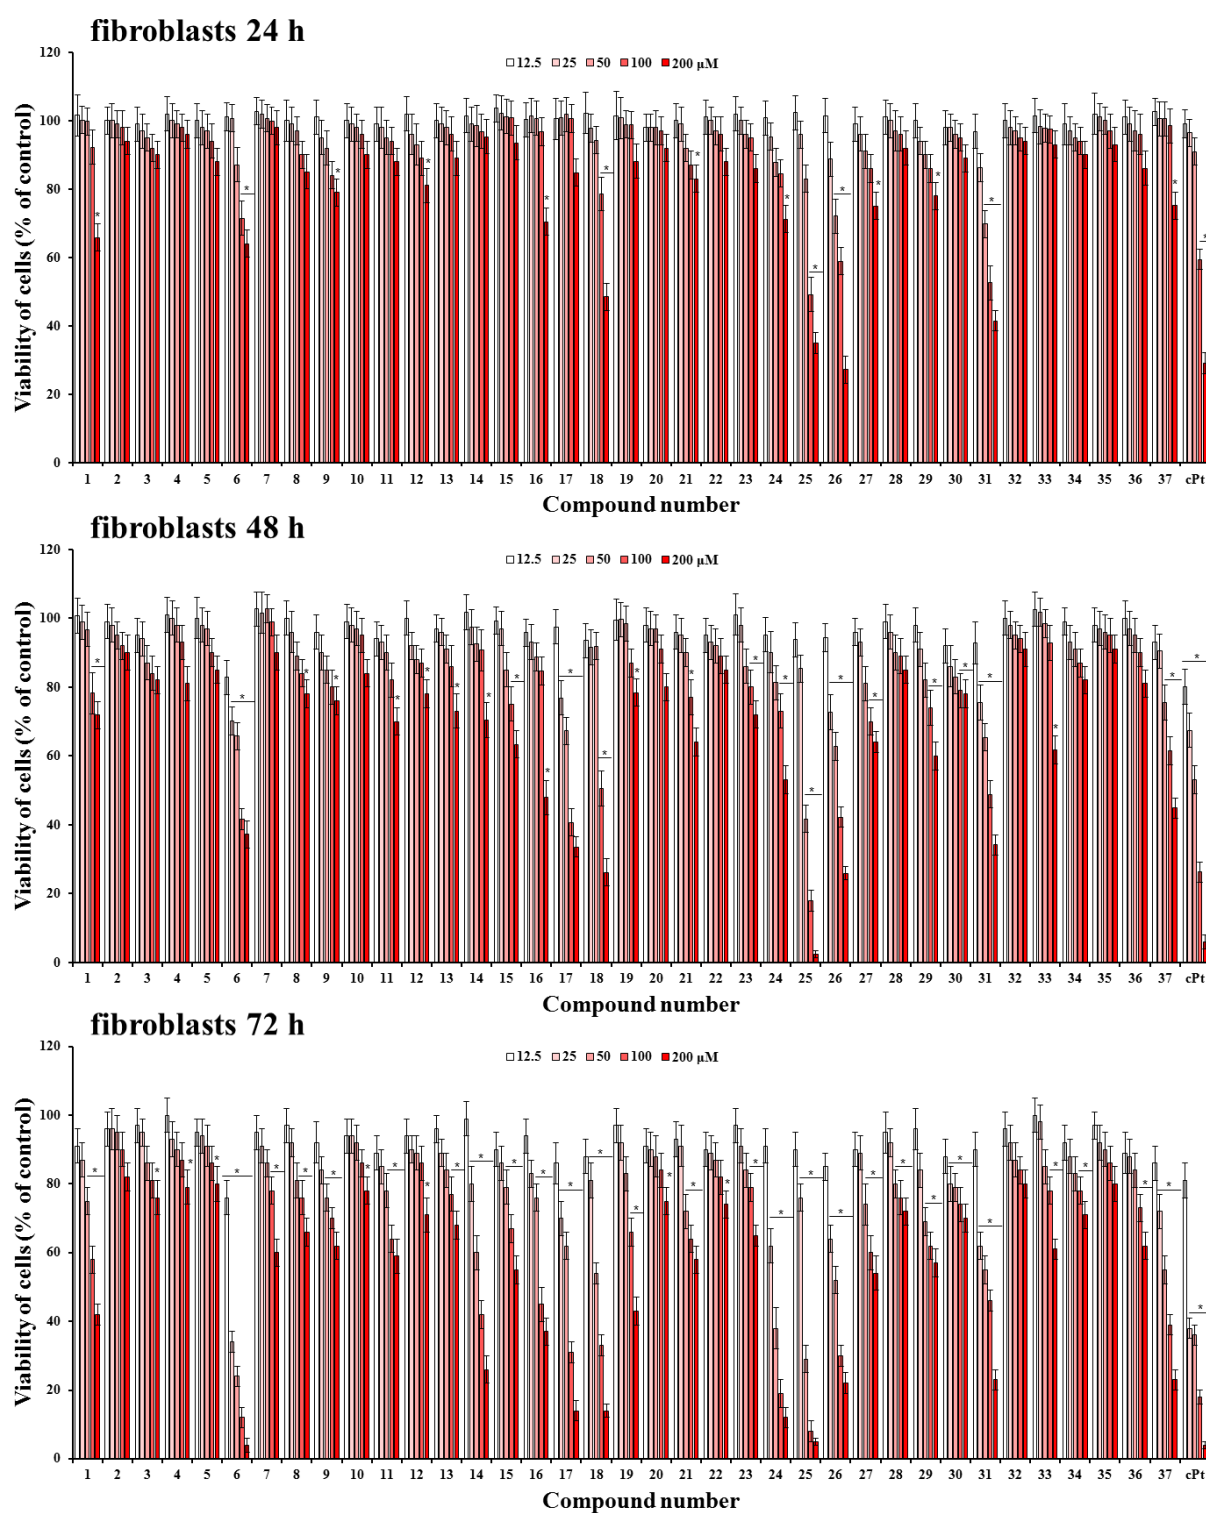 fibroblasts 24 h
12.5 25 50 100 200 µM
Viability of cells (% of control)
120
100
80
60
40
20
0
* * * * * * * * * * * * * * * * *
1 2 3 4 5 6 7 8 9 10 11 12 13 14 15 16 17 18 19 20 21 22 23 24 25 26 27 28 29 30 31 32 33 34 35 36 37 cPt
Compound number
fibroblasts 48 h
12.5 25 50 100 200 µM
Viability of cells (% of control)
120
100
80
60
40
20
0
* * * * * * * * * * * * * * * * * * * * * * * *
1 2 3 4 5 6 7 8 9 10 11 12 13 14 15 16 17 18 19 20 21 22 23 24 25 26 27 28 29 30 31 32 33 34 35 36 37 cPt
Compound number
fibroblasts 72 h
12.5 25 50 100 200 µM
Viability of cells (% of control)
120
100
80
60
40
20
0
* * * * * * * * * * * * * * * * * * * * * * * * * * * * * * * * * * *
1 2 3 4 5 6 7 8 9 10 11 12 13 14 15 16 17 18 19 20 21 22 23 24 25 26 27 28 29 30 31 32 33 34 35 36 37 cPt
Compound number